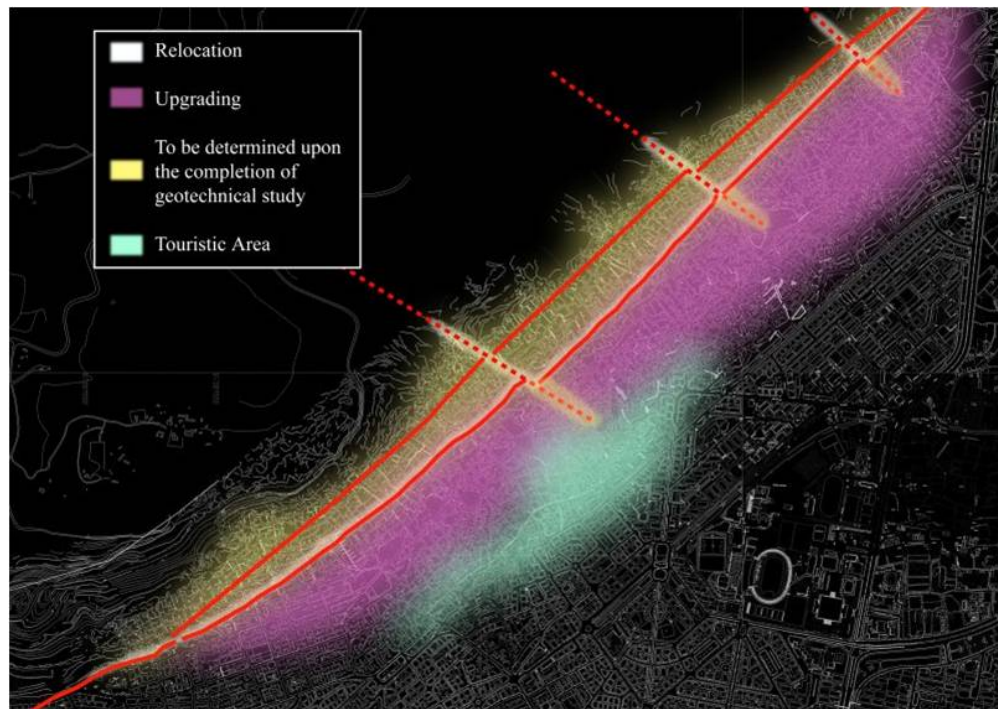 Relocation
Upgrading
To be determined upon
the completion of
geotechnical study
Touristic Area